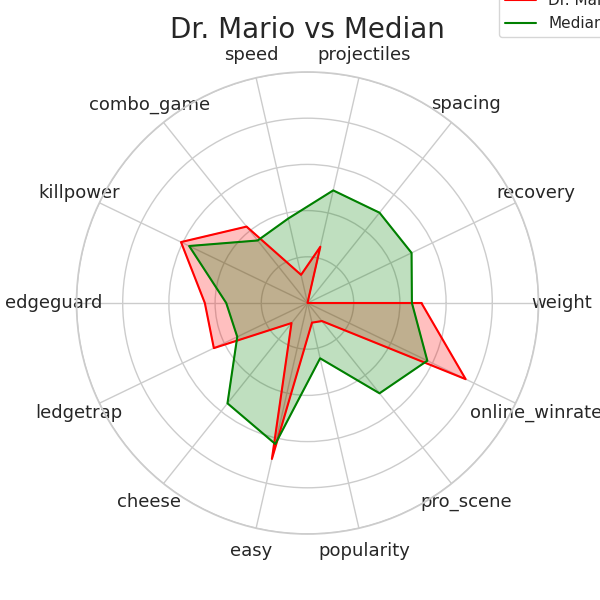 Dr. Mario vs Median
Median
speed
projectiles
combo_game
spacing
killpower
recovery
edgeguard
weight
ledgetrap
online_winrate
cheese
pro_scene
easy
popularity